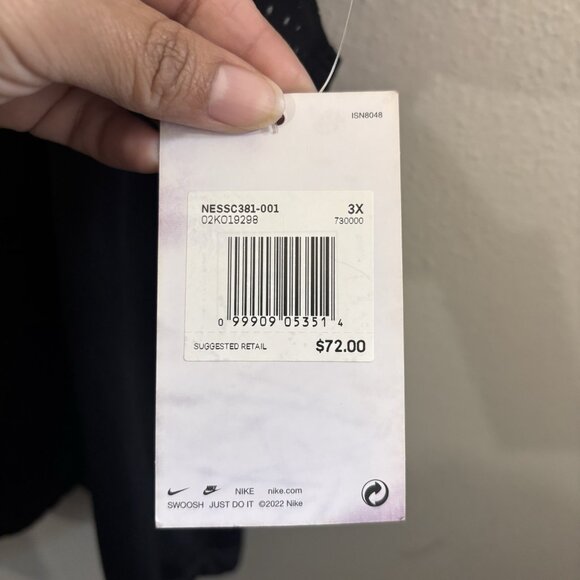 ISN8048
NESSC381-001 3X
02K019298 730000
0 99909 05351 4
SUGGESTED RETAIL $72.00
NIKE nike.com
SWOOSH JUST DO IT ©2022 Nike